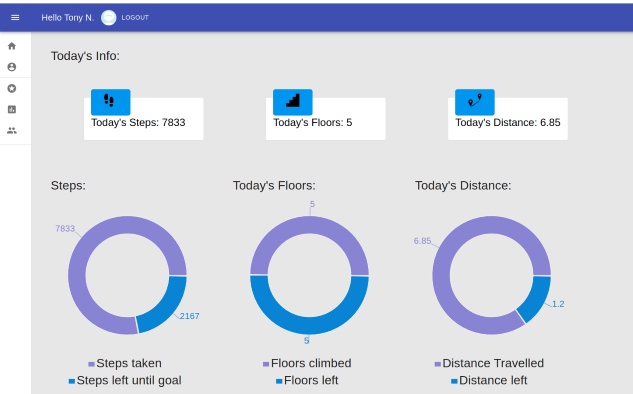 Hello Tony N. LOGOUT
Today's Info:
Today's Steps: 7833
Today's Floors: 5
Today's Distance: 6.85
Steps:
Today's Floors:
Today's Distance:
7833
2167
5
5
6.85
1.2
Steps taken
Steps left until goal
Floors climbed
Floors left
Distance Travelled
Distance left